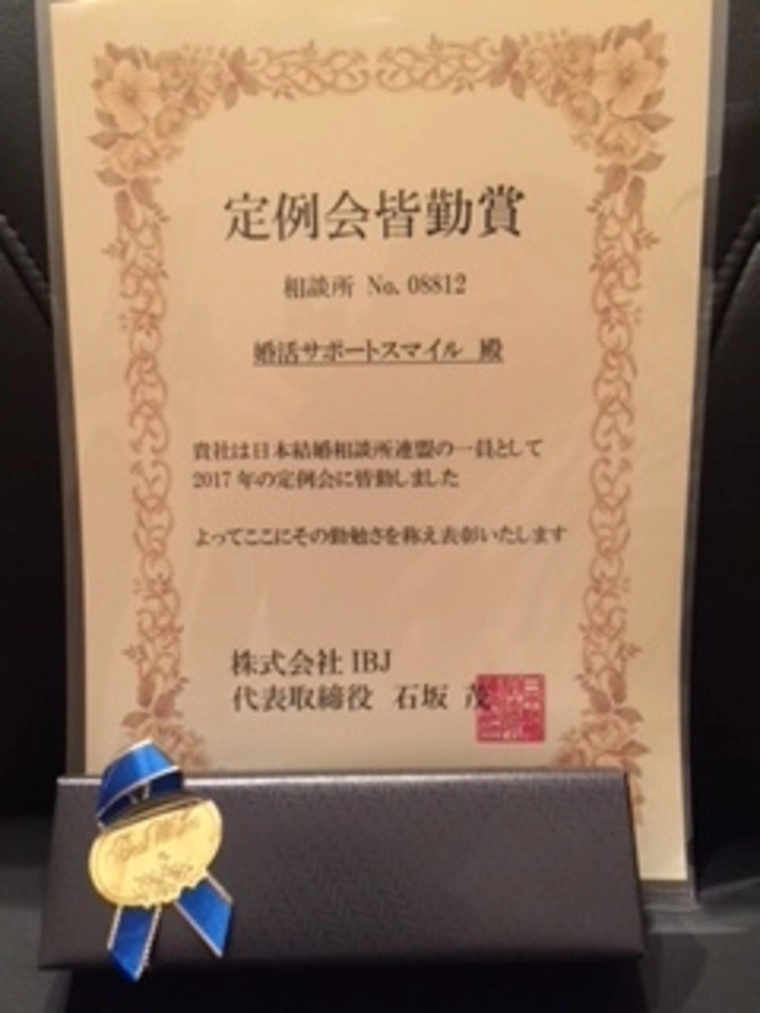 定例会皆勤賞
相談所 No. 08812
婚活サポートスマイル 殿
貴社は日本結婚相談所連盟の一員として
2017 年の定例会に皆勤しました
よってここにその勤勉さを称え表彰いたします
株式会社 IBJ
代表取締役 石坂 茂